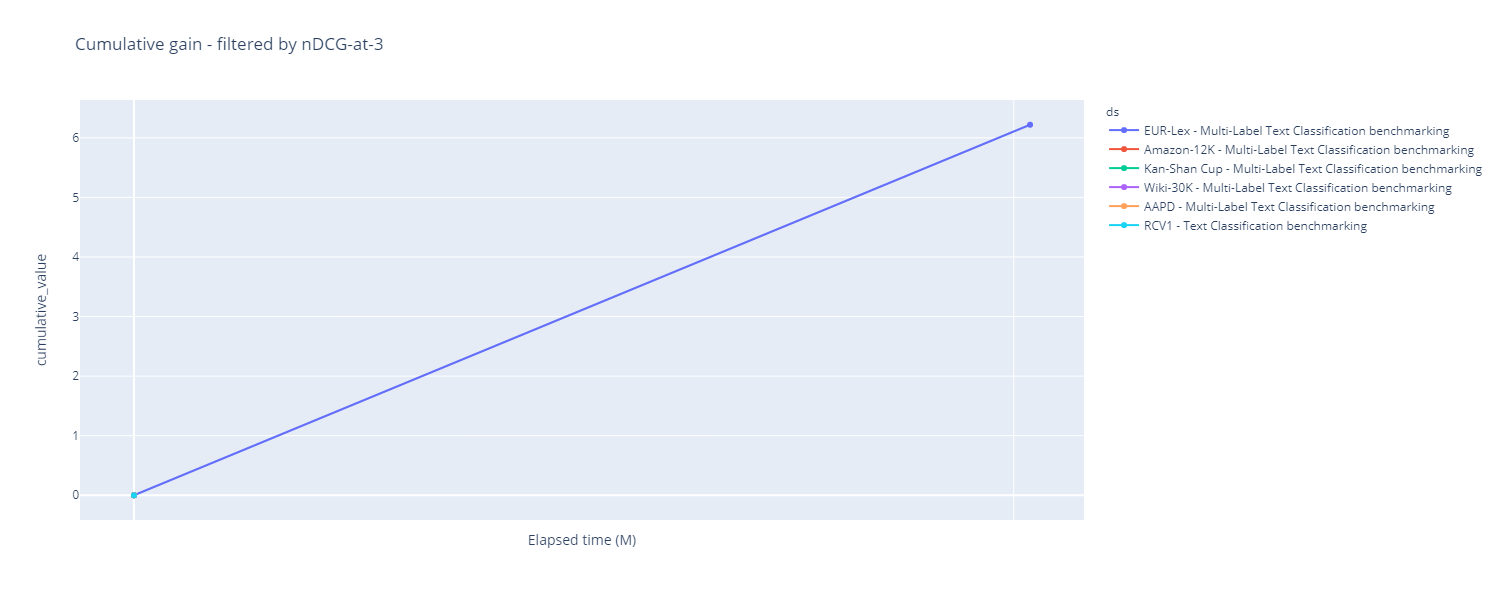 Cumulative gain - filtered by nDCG-at-3
6
5
4
3
2
1
0
cumulative_value
Elapsed time (M)
ds
EUR-Lex - Multi-Label Text Classification benchmarking
Amazon-12K - Multi-Label Text Classification benchmarking
Kan-Shan Cup - Multi-Label Text Classification benchmarking
Wiki-30K - Multi-Label Text Classification benchmarking
AAPD - Multi-Label Text Classification benchmarking
RCV1 - Text Classification benchmarking